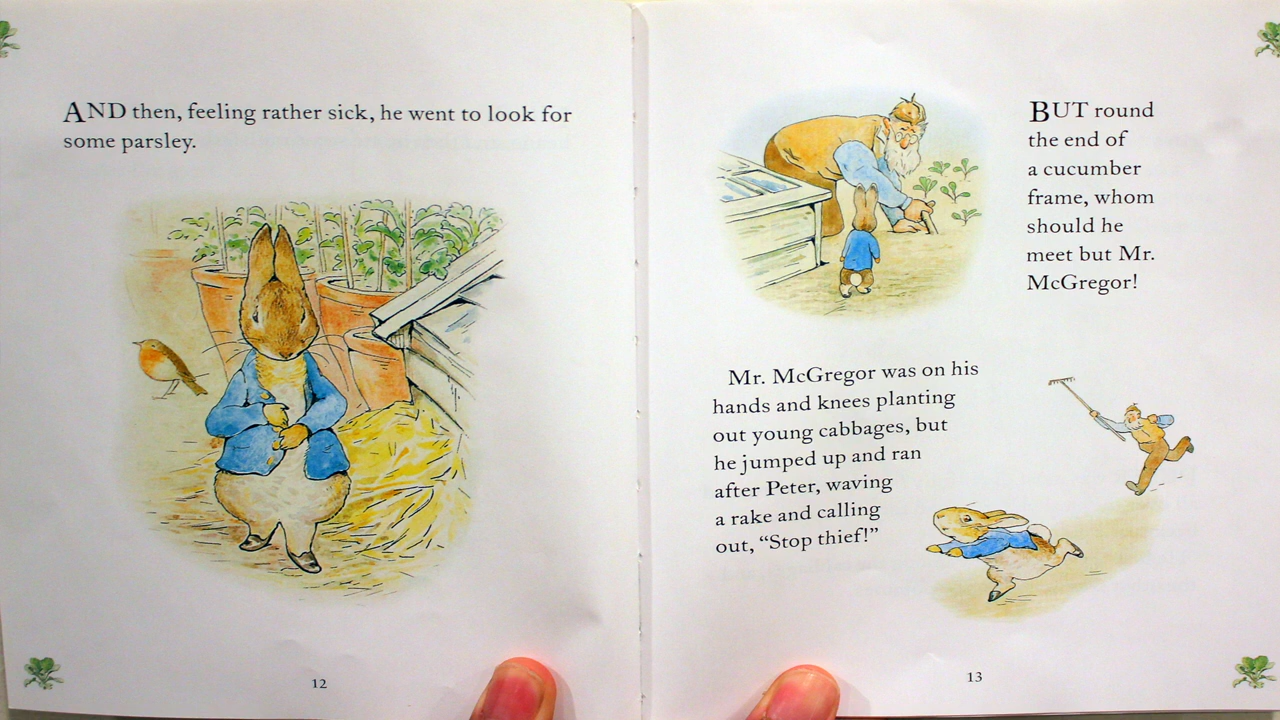 AND then, feeling rather sick, he went to look for
some parsley.
12
BUT round
the end of
a cucumber
frame, whom
should he
meet but Mr.
McGregor!
Mr. McGregor was on his
hands and knees planting
out young cabbages, but
he jumped up and ran
after Peter, waving
a rake and calling
out, “Stop thief!”
13